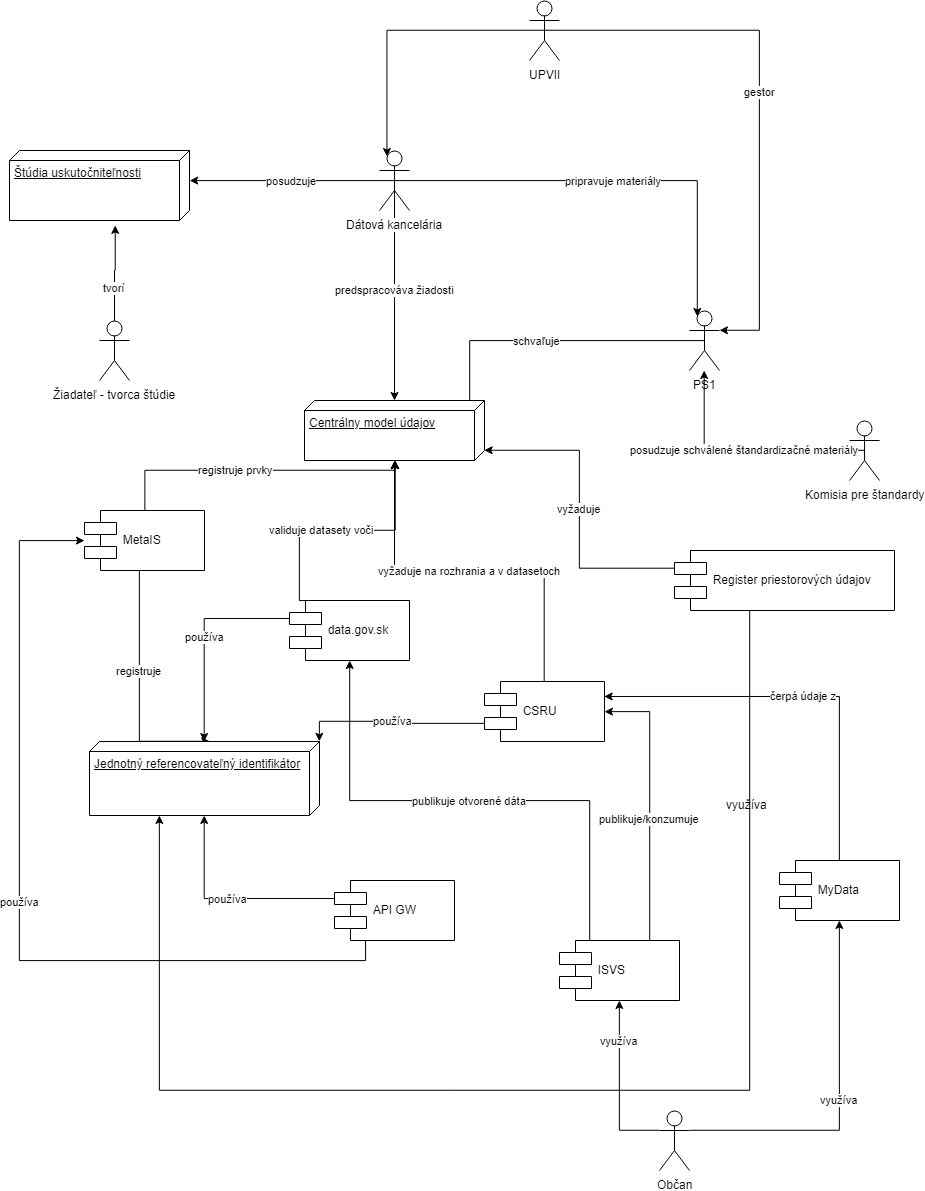 UPVII
gestor
Štúdia uskutočniteľnosti
posudzuje
pripravuje materiály
Dátová kancelária
tvorí
predspracováva žiadosti
schvaľuje
PS1
Žiadateľ - tvorca štúdie
Centrálny model údajov
posudzuje schválené štandardizačné materiály
registruje prvky
Komisia pre štandardy
vyžaduje
validuje datasety voči
MetaIS
vyžaduje na rozhrania a v datasetoch
Register priestorových údajov
používa
data.gov.sk
registruje
čerpá údaje z
CSRU
používa
Jednotný referencovateľný identifikátor
publikuje otvorené dáta
využíva
publikuje/konzumuje
MyData
používa
používa
API GW
ISVS
využíva
využíva
Občan